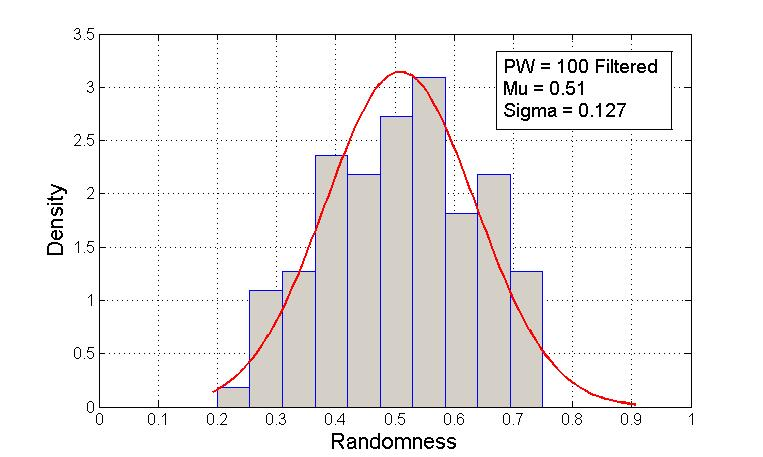 3.5
3
2.5
2
1.5
1
0.5
0
PW = 100 Filtered
Mu = 0.51
Sigma = 0.127
Density
0 0.1 0.2 0.3 0.4 0.5 0.6 0.7 0.8 0.9 1
Randomness